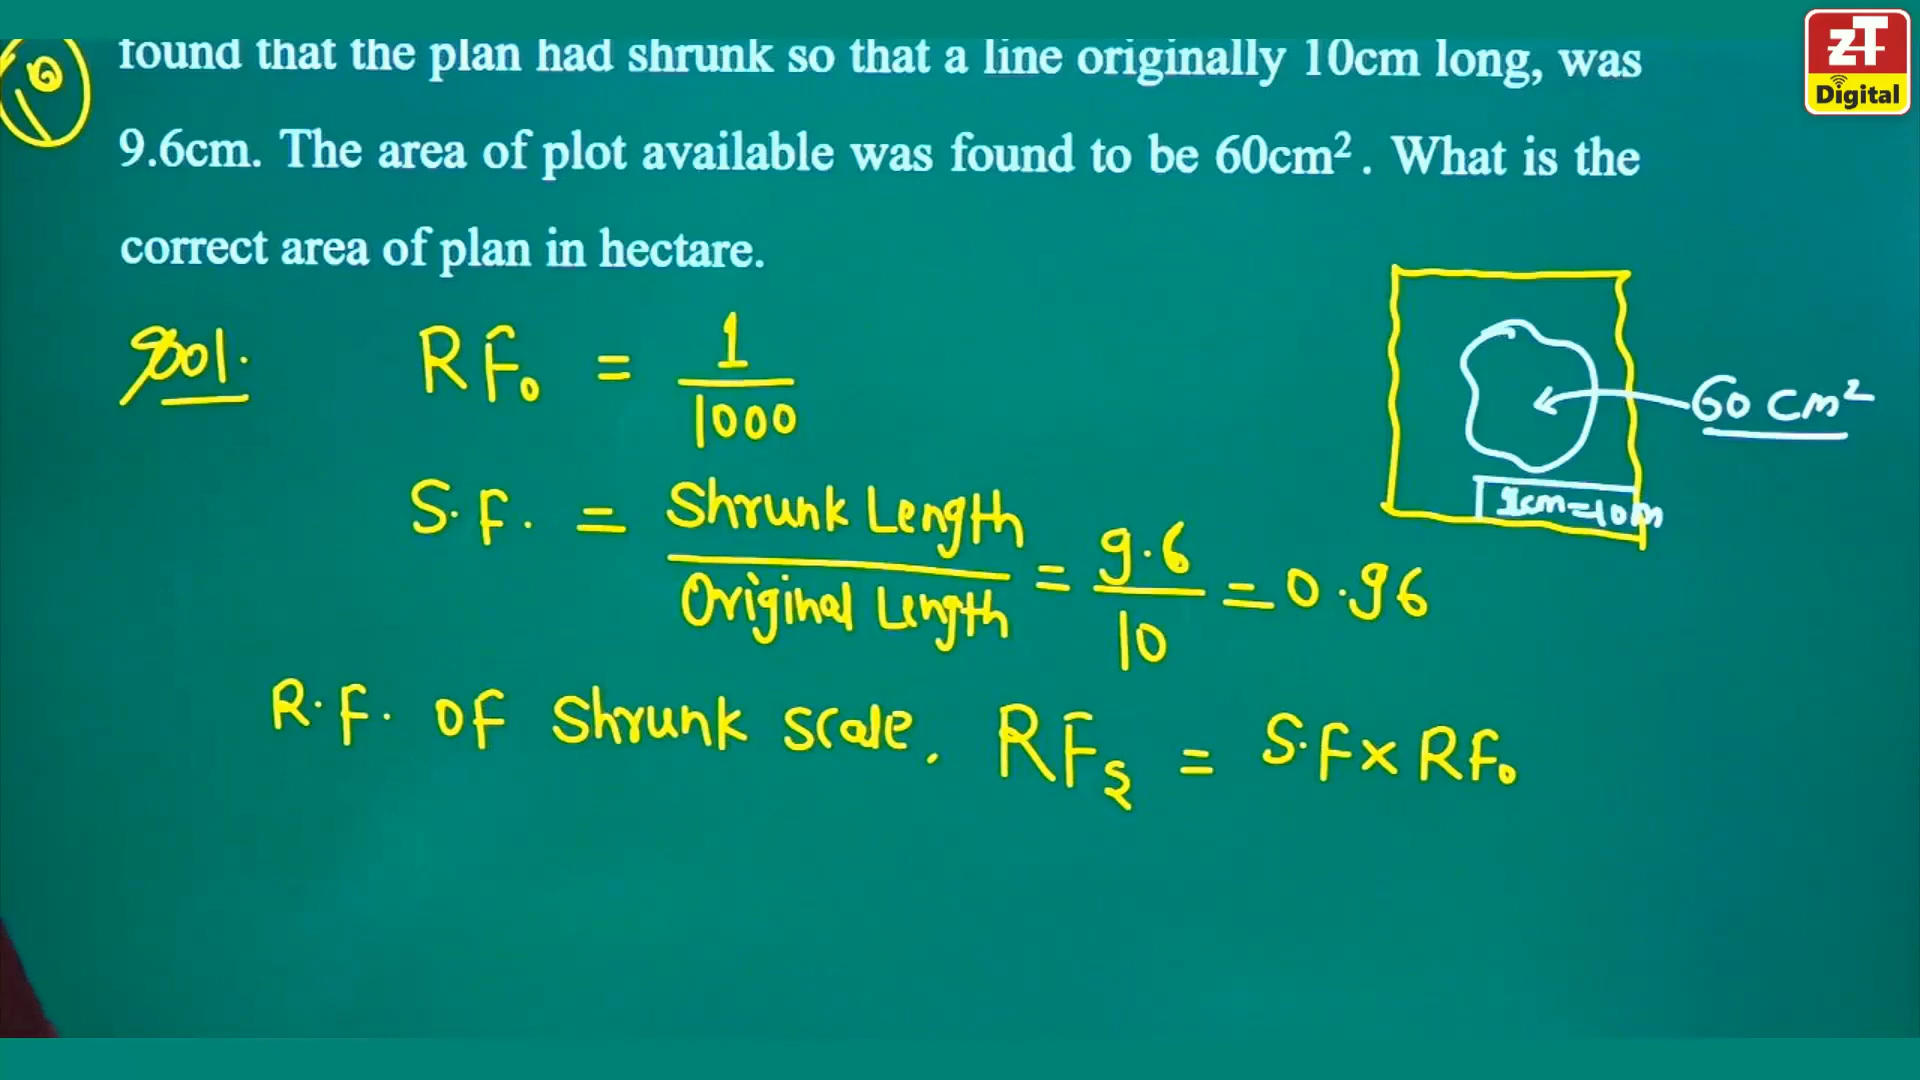 found that the plan had shrunk so that a line originally 10cm long, was
9.6cm. The area of plot available was found to be 60cm². What is the
correct area of plan in hectare.
Sol.
RF₀ = 1/1000
60 cm²
1cm=10m
S.F. = Shrunk Length/Original Length = 9.6/10 = 0.96
R.F. of Shrunk scale. RFs = S.F x RF₀
ZT
Digital